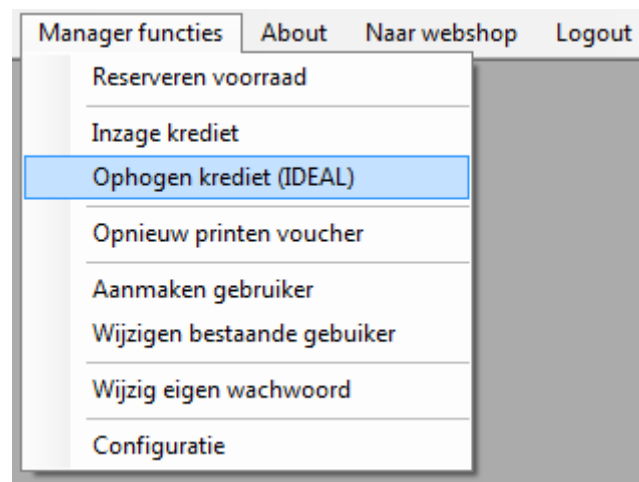 Manager functies About Naar webshop Logout
Reserveren voorraad
Inzage krediet
Ophogen krediet (IDEAL)
Opnieuw printen voucher
Aanmaken gebruiker
Wijzigen bestaande gebuiker
Wijzig eigen wachwoord
Configuratie